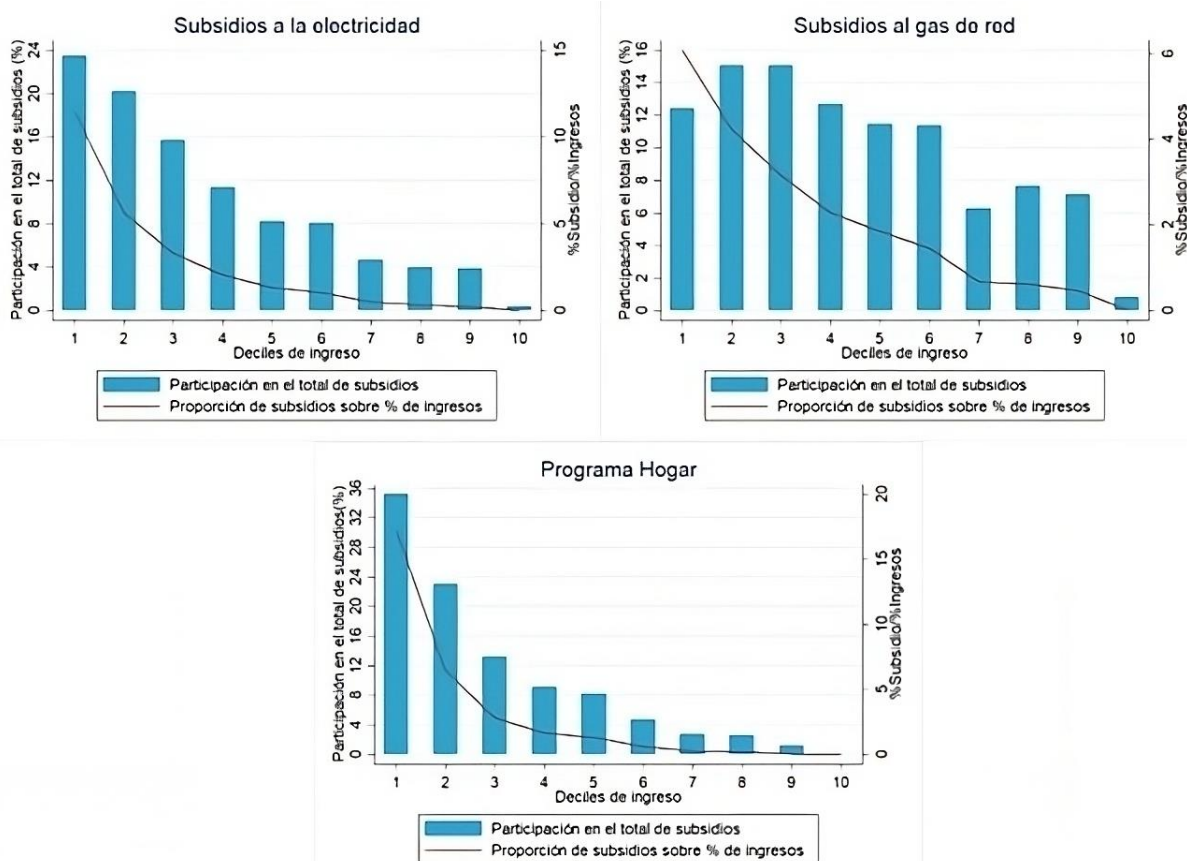 Subsidios a la electricidad
Participación en el total de subsidios (%)
24
20
16
12
8
4
0
15
10
5
0
%Subsidio/%Ingresos
1 2 3 4 5 6 7 8 9 10
Deciles de ingreso
Participación en el total de subsidios
Proporción de subsidios sobre % de ingresos
Subsidios al gas de red
Participación en el total de subsidios (%)
16
14
12
10
8
6
4
2
0
6
4
2
0
%Subsidio/%Ingresos
1 2 3 4 5 6 7 8 9 10
Deciles de ingreso
Participación en el total de subsidios
Proporción de subsidios sobre % de ingresos
Programa Hogar
Participación en el total de subsidios(%)
36
32
28
24
20
16
12
8
4
0
20
15
10
5
0
%Subsidio/%Ingresos
1 2 3 4 5 6 7 8 9 10
Deciles de ingreso
Participación en el total de subsidios
Proporción de subsidios sobre % de ingresos